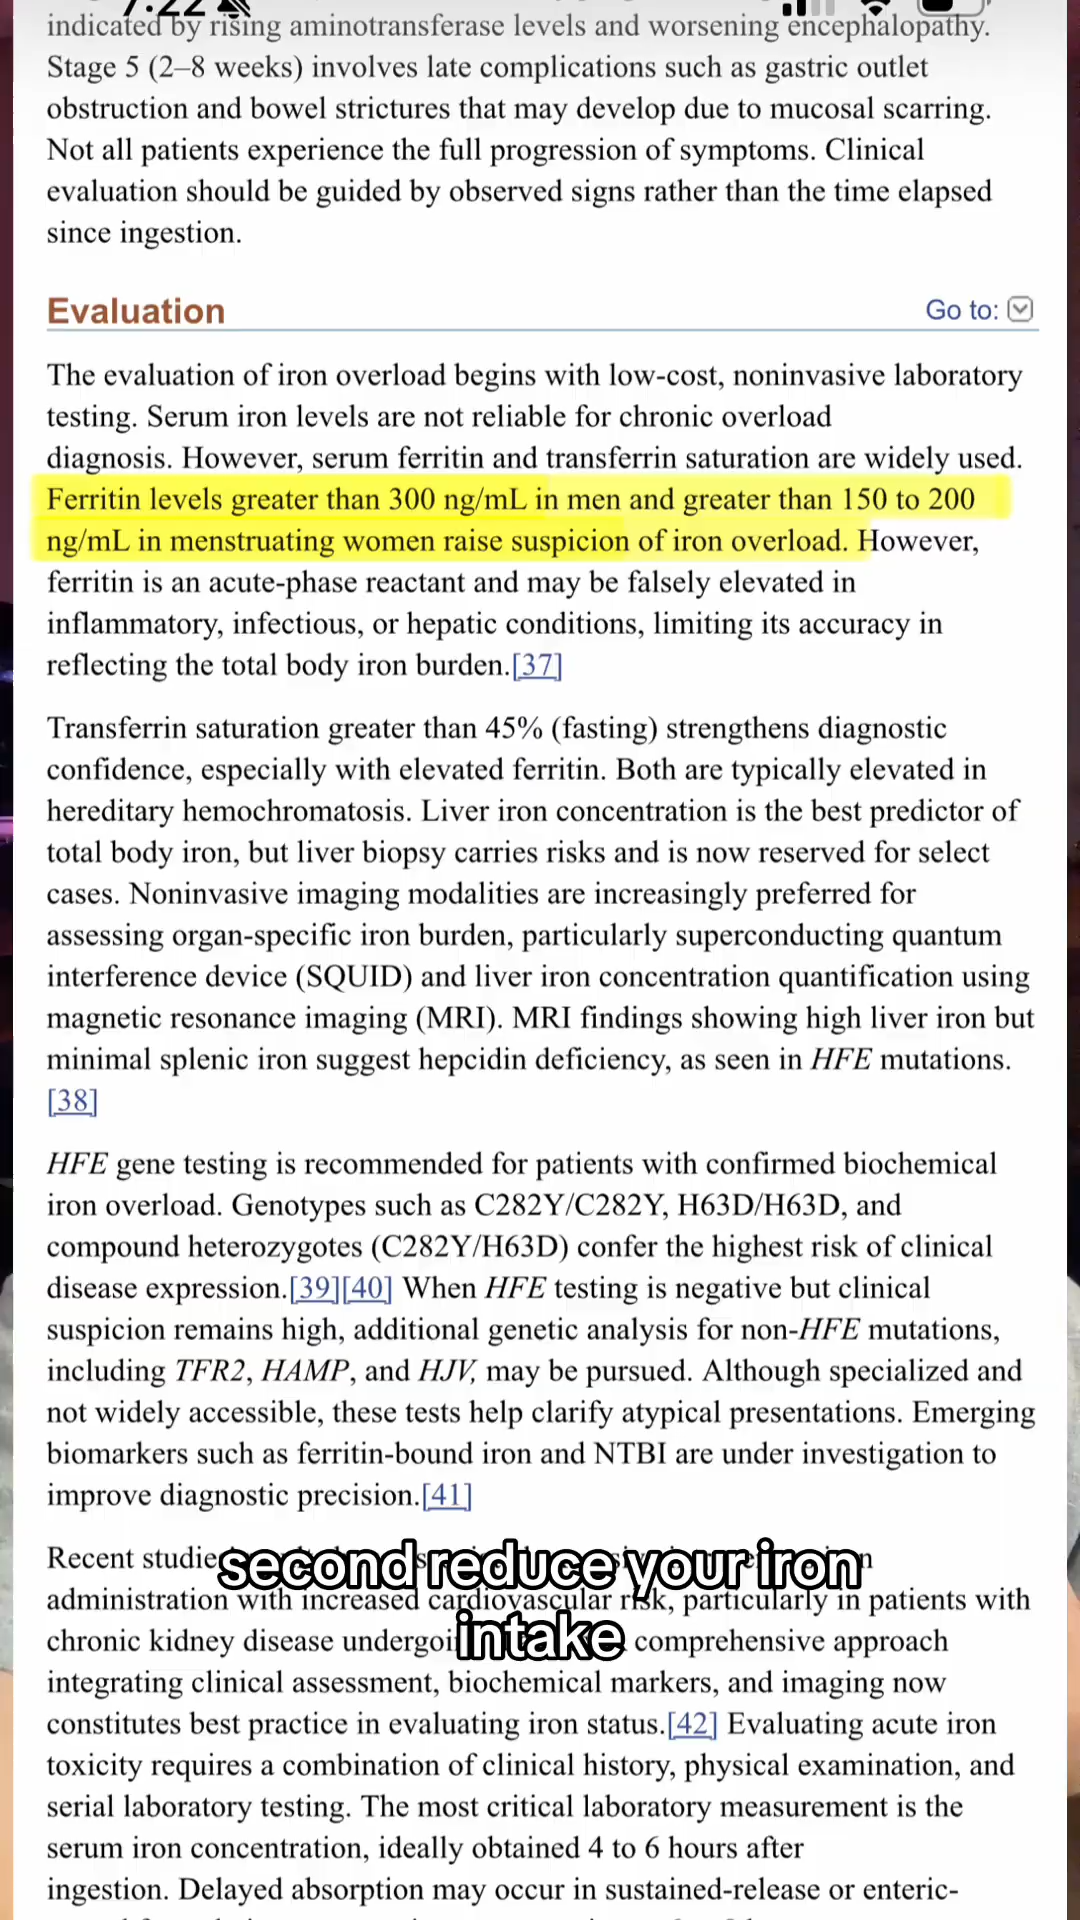 7:22
indicated by rising aminotransferase levels and worsening encephalopathy.
Stage 5 (2–8 weeks) involves late complications such as gastric outlet
obstruction and bowel strictures that may develop due to mucosal scarring.
Not all patients experience the full progression of symptoms. Clinical
evaluation should be guided by observed signs rather than the time elapsed
since ingestion.
Evaluation
Go to:
The evaluation of iron overload begins with low-cost, noninvasive laboratory
testing. Serum iron levels are not reliable for chronic overload
diagnosis. However, serum ferritin and transferrin saturation are widely used.
Ferritin levels greater than 300 ng/mL in men and greater than 150 to 200
ng/mL in menstruating women raise suspicion of iron overload. However,
ferritin is an acute-phase reactant and may be falsely elevated in
inflammatory, infectious, or hepatic conditions, limiting its accuracy in
reflecting the total body iron burden.[37]
Transferrin saturation greater than 45% (fasting) strengthens diagnostic
confidence, especially with elevated ferritin. Both are typically elevated in
hereditary hemochromatosis. Liver iron concentration is the best predictor of
total body iron, but liver biopsy carries risks and is now reserved for select
cases. Noninvasive imaging modalities are increasingly preferred for
assessing organ-specific iron burden, particularly superconducting quantum
interference device (SQUID) and liver iron concentration quantification using
magnetic resonance imaging (MRI). MRI findings showing high liver iron but
minimal splenic iron suggest hepcidin deficiency, as seen in HFE mutations.
[38]
HFE gene testing is recommended for patients with confirmed biochemical
iron overload. Genotypes such as C282Y/C282Y, H63D/H63D, and
compound heterozygotes (C282Y/H63D) confer the highest risk of clinical
disease expression.[39][40] When HFE testing is negative but clinical
suspicion remains high, additional genetic analysis for non-HFE mutations,
including TFR2, HAMP, and HJV, may be pursued. Although specialized and
not widely accessible, these tests help clarify atypical presentations. Emerging
biomarkers such as ferritin-bound iron and NTBI are under investigation to
improve diagnostic precision.[41]
Recent
second reduce your iron
administration with increased cardiovascular risk, particularly in patients with
chronic kidney disease
intake
comprehensive approach
integrating clinical assessment, biochemical markers, and imaging now
constitutes best practice in evaluating iron status.[42] Evaluating acute iron
toxicity requires a combination of clinical history, physical examination, and
serial laboratory testing. The most critical laboratory measurement is the
serum iron concentration, ideally obtained 4 to 6 hours after
ingestion. Delayed absorption may occur in sustained-release or enteric-